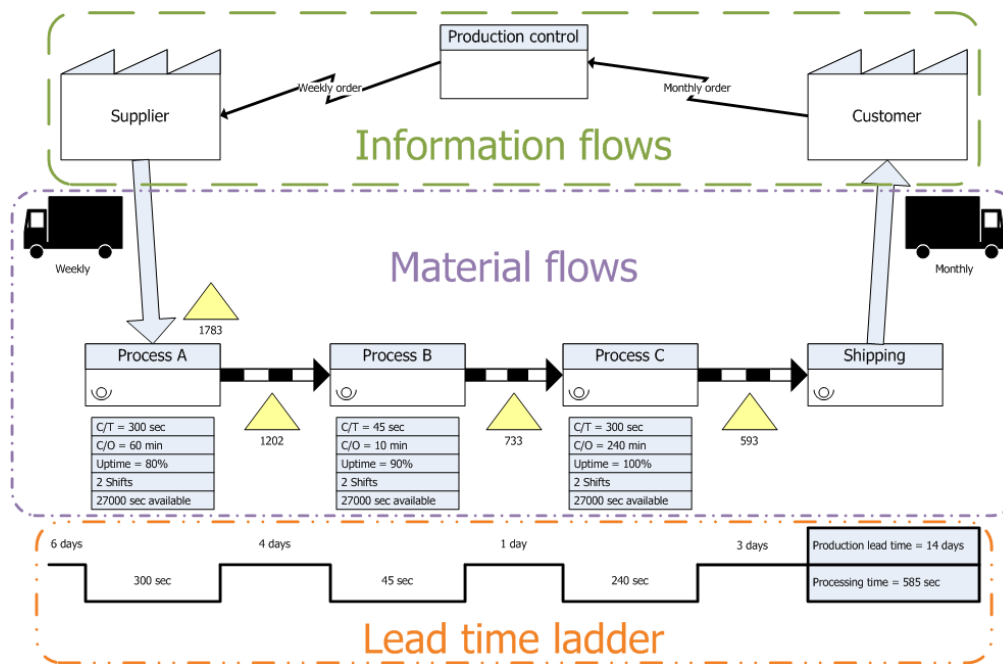 Production control
Weekly order
Monthly order
Supplier
Customer
Information flows
Weekly
Material flows
Monthly
1783
Process A
Process B
Process C
Shipping
1202
733
593
C/T = 300 sec
C/O = 60 min
Uptime = 80%
2 Shifts
27000 sec available
C/T = 45 sec
C/O = 10 min
Uptime = 90%
2 Shifts
27000 sec available
C/T = 300 sec
C/O = 240 min
Uptime = 100%
2 Shifts
27000 sec available
6 days
4 days
1 day
3 days
Production lead time = 14 days
300 sec
45 sec
240 sec
Processing time = 585 sec
Lead time ladder